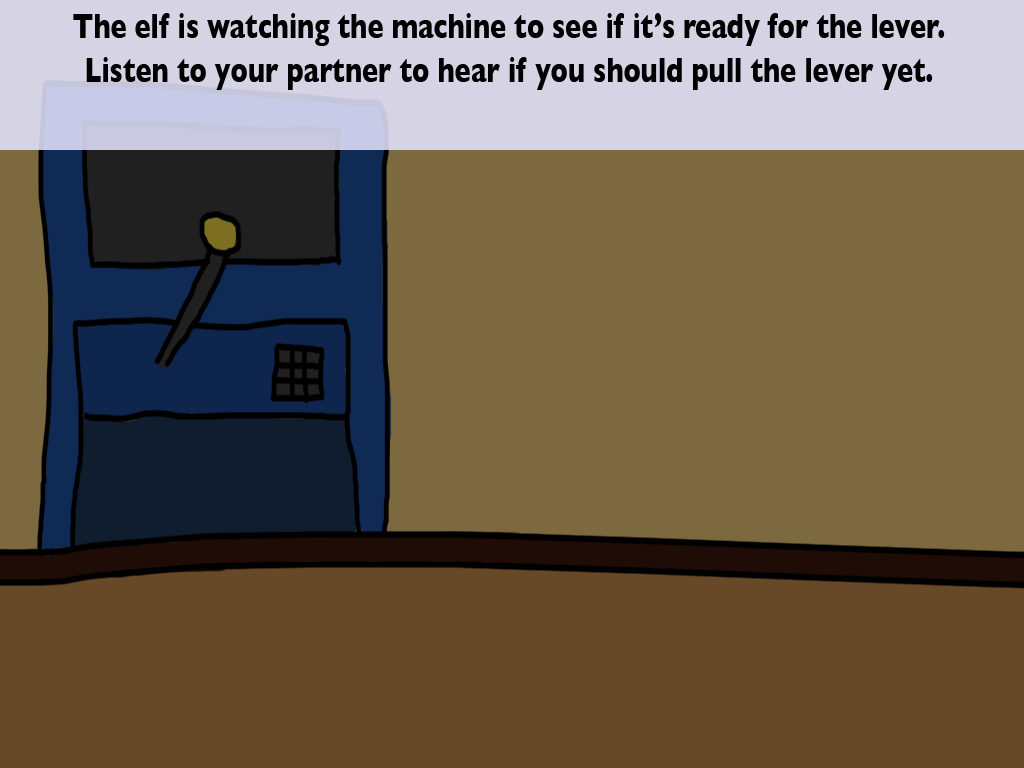 The elf is watching the machine to see if it’s ready for the lever.
Listen to your partner to hear if you should pull the lever yet.